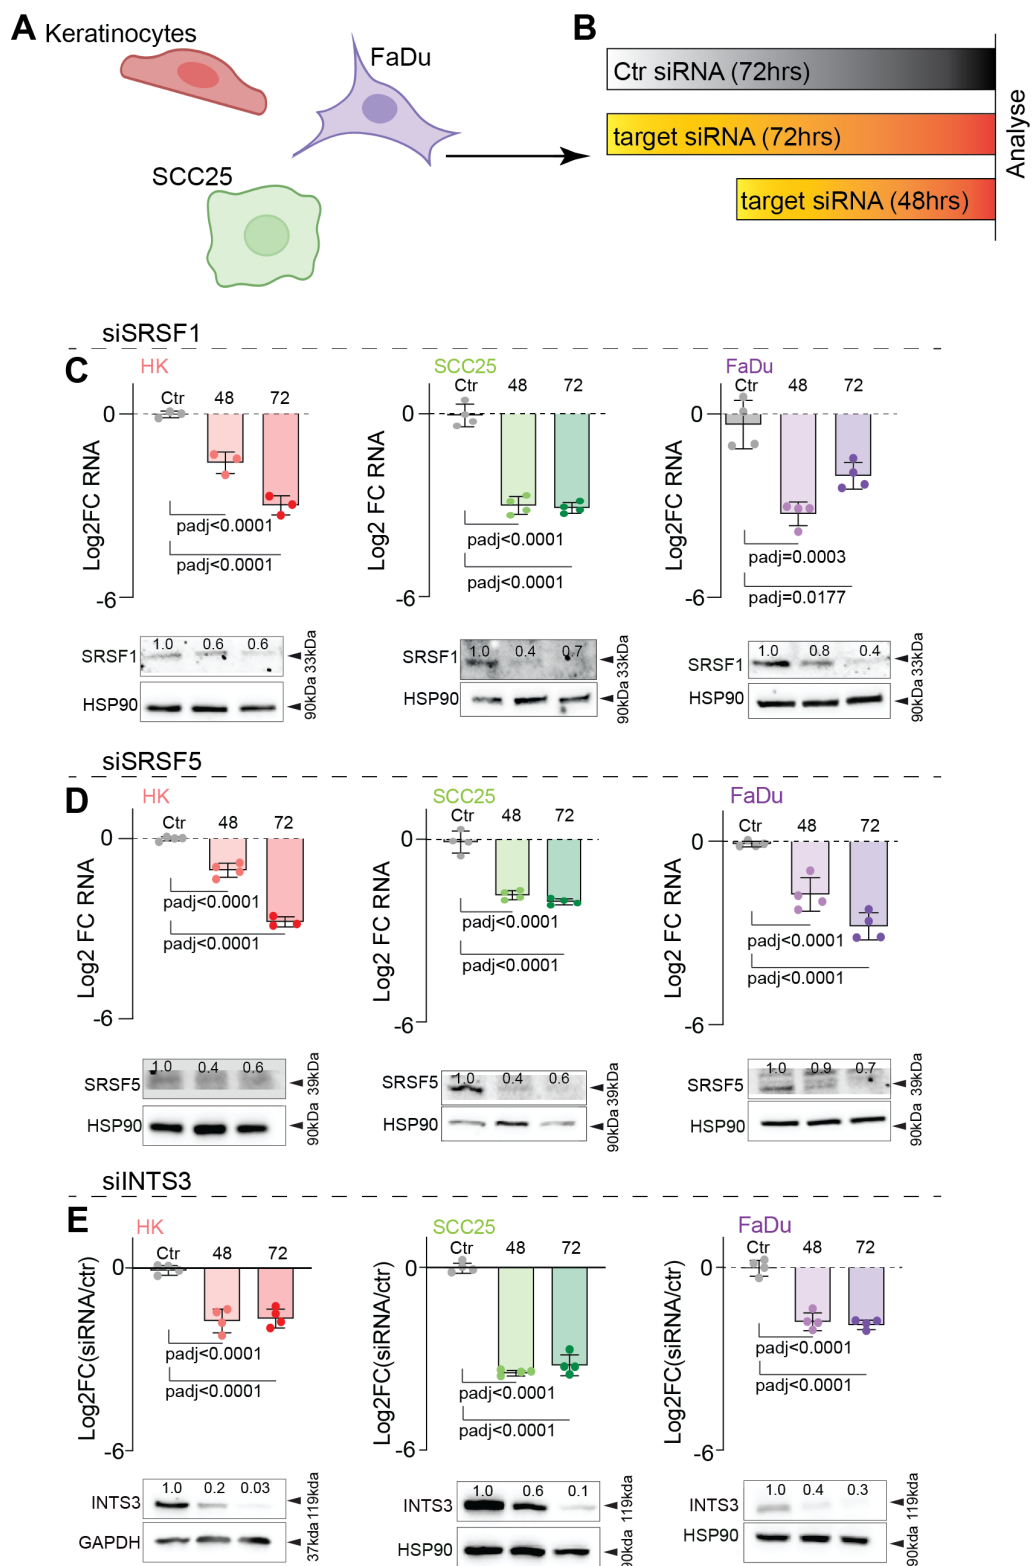 A Keratinocytes
FaDu
SCC25
B
Ctr siRNA (72hrs)
target siRNA (72hrs)
target siRNA (48hrs)
Analyse
siSRSF1
C
HK
Ctr 48 72
0
-6
Log2FC RNA
padj<0.0001
padj<0.0001
SCC25
Ctr 48 72
0
-6
Log2 FC RNA
padj<0.0001
padj<0.0001
FaDu
Ctr 48 72
0
-6
Log2FC RNA
padj=0.0003
padj=0.0177
SRSF1 1.0 0.6 0.6 33kDa
HSP90 90kDa
SRSF1 1.0 0.4 0.7 33kDa
HSP90 90kDa
SRSF1 1.0 0.8 0.4 33kDa
HSP90 90kDa
siSRSF5
D
HK
Ctr 48 72
0
-6
Log2 FC RNA
padj<0.0001
padj<0.0001
SCC25
Ctr 48 72
0
-6
Log2 FC RNA
padj<0.0001
padj<0.0001
FaDu
Ctr 48 72
0
-6
Log2 FC RNA
padj<0.0001
padj<0.0001
SRSF5 1.0 0.4 0.6 39kDa
HSP90 90kDa
SRSF5 1.0 0.4 0.6 39kDa
HSP90 90kDa
SRSF5 1.0 0.9 0.7 39kDa
HSP90 90kDa
siINTS3
E
HK
Ctr 48 72
0
-6
Log2FC(siRNA/ctr)
padj<0.0001
padj<0.0001
SCC25
Ctr 48 72
0
-6
Log2FC(siRNA/ctr)
padj<0.0001
padj<0.0001
FaDu
Ctr 48 72
0
-6
Log2FC(siRNA/ctr)
padj<0.0001
padj<0.0001
INTS3 1.0 0.2 0.03 119kda
GAPDH 37kda
INTS3 1.0 0.6 0.1 119kda
HSP90 90kda
INTS3 1.0 0.4 0.3 119kda
HSP90 90kda